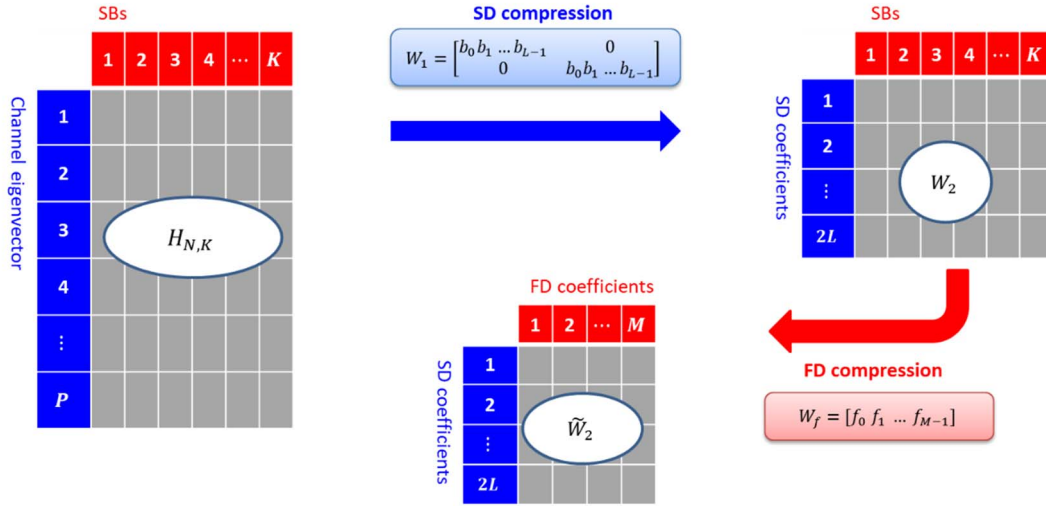 SBs
1 2 3 4 ⋯ K
Channel eigenvector
1
2
3
4
⋮
P
H_{N,K}
SD compression
W_1 = [b_0 b_1 … b_{L-1} 0
0 b_0 b_1 … b_{L-1}]
SBs
1 2 3 4 ⋯ K
SD coefficients
1
2
⋮
2L
W_2
FD compression
W_f = [f_0 f_1 … f_{M-1}]
FD coefficients
1 2 ⋯ M
SD coefficients
1
2
⋮
2L
W̃_2